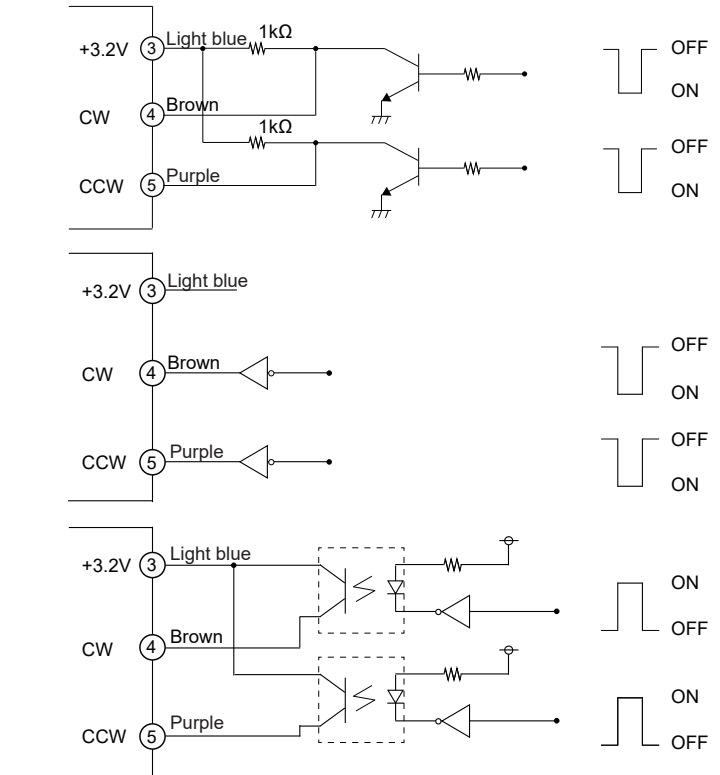 +3.2V 3 Light blue 1kΩ OFF
ON
CW 4 Brown
1kΩ OFF
CCW 5 Purple ON
+3.2V 3 Light blue
OFF
CW 4 Brown
ON
OFF
CCW 5 Purple
ON
+3.2V 3 Light blue
ON
OFF
CW 4 Brown
ON
CCW 5 Purple
OFF